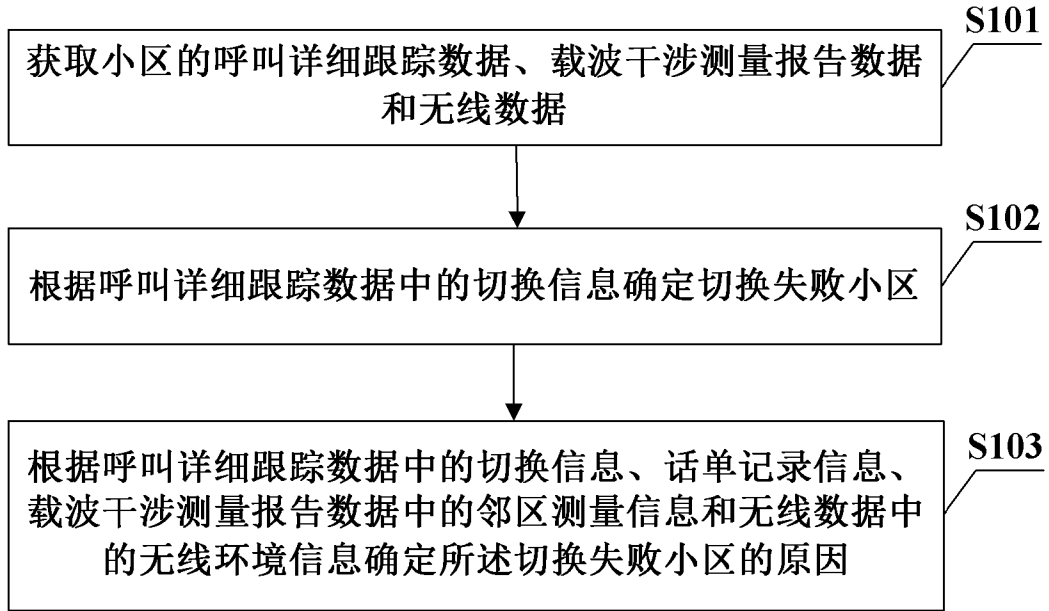 S101
获取小区的呼叫详细跟踪数据、载波干涉测量报告数据
和无线数据
S102
根据呼叫详细跟踪数据中的切换信息确定切换失败小区
S103
根据呼叫详细跟踪数据中的切换信息、话单记录信息、
载波干涉测量报告数据中的邻区测量信息和无线数据中
的无线环境信息确定所述切换失败小区的原因